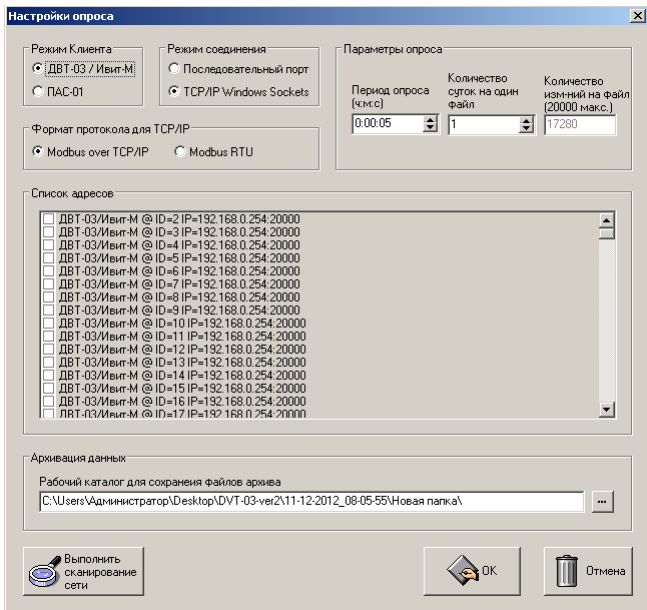 Настройки опроса
Режим Клиента
ДВТ-03 / Ивит-М
ПАС-01
Режим соединения
Последовательный порт
TCP/IP Windows Sockets
Параметры опроса
Период опроса
(ч:м:с)
0:00:05
Количество
суток на один
файл
1
Количество
изм-ний на файл
(20000 макс.)
17280
Формат протокола для TCP/IP
Modbus over TCP/IP
Modbus RTU
Список адресов
ДВТ-03/Ивит-М @ ID=2 IP=192.168.0.254:20000
ДВТ-03/Ивит-М @ ID=3 IP=192.168.0.254:20000
ДВТ-03/Ивит-М @ ID=4 IP=192.168.0.254:20000
ДВТ-03/Ивит-М @ ID=5 IP=192.168.0.254:20000
ДВТ-03/Ивит-М @ ID=6 IP=192.168.0.254:20000
ДВТ-03/Ивит-М @ ID=7 IP=192.168.0.254:20000
ДВТ-03/Ивит-М @ ID=8 IP=192.168.0.254:20000
ДВТ-03/Ивит-М @ ID=9 IP=192.168.0.254:20000
ДВТ-03/Ивит-М @ ID=10 IP=192.168.0.254:20000
ДВТ-03/Ивит-М @ ID=11 IP=192.168.0.254:20000
ДВТ-03/Ивит-М @ ID=12 IP=192.168.0.254:20000
ДВТ-03/Ивит-М @ ID=13 IP=192.168.0.254:20000
ДВТ-03/Ивит-М @ ID=14 IP=192.168.0.254:20000
ДВТ-03/Ивит-М @ ID=15 IP=192.168.0.254:20000
ДВТ-03/Ивит-М @ ID=16 IP=192.168.0.254:20000
ДВТ-03/Ивит-М @ ID=17 IP=192.168.0.254:20000
Архивация данных
Рабочий каталог для сохранеия файлов архива
C:\Users\Администратор\Desktop\DVT-03-ver2\11-12-2012_08-05-55\Новая папка\
...
Выполнить
сканирование
сети
OK
Отмена